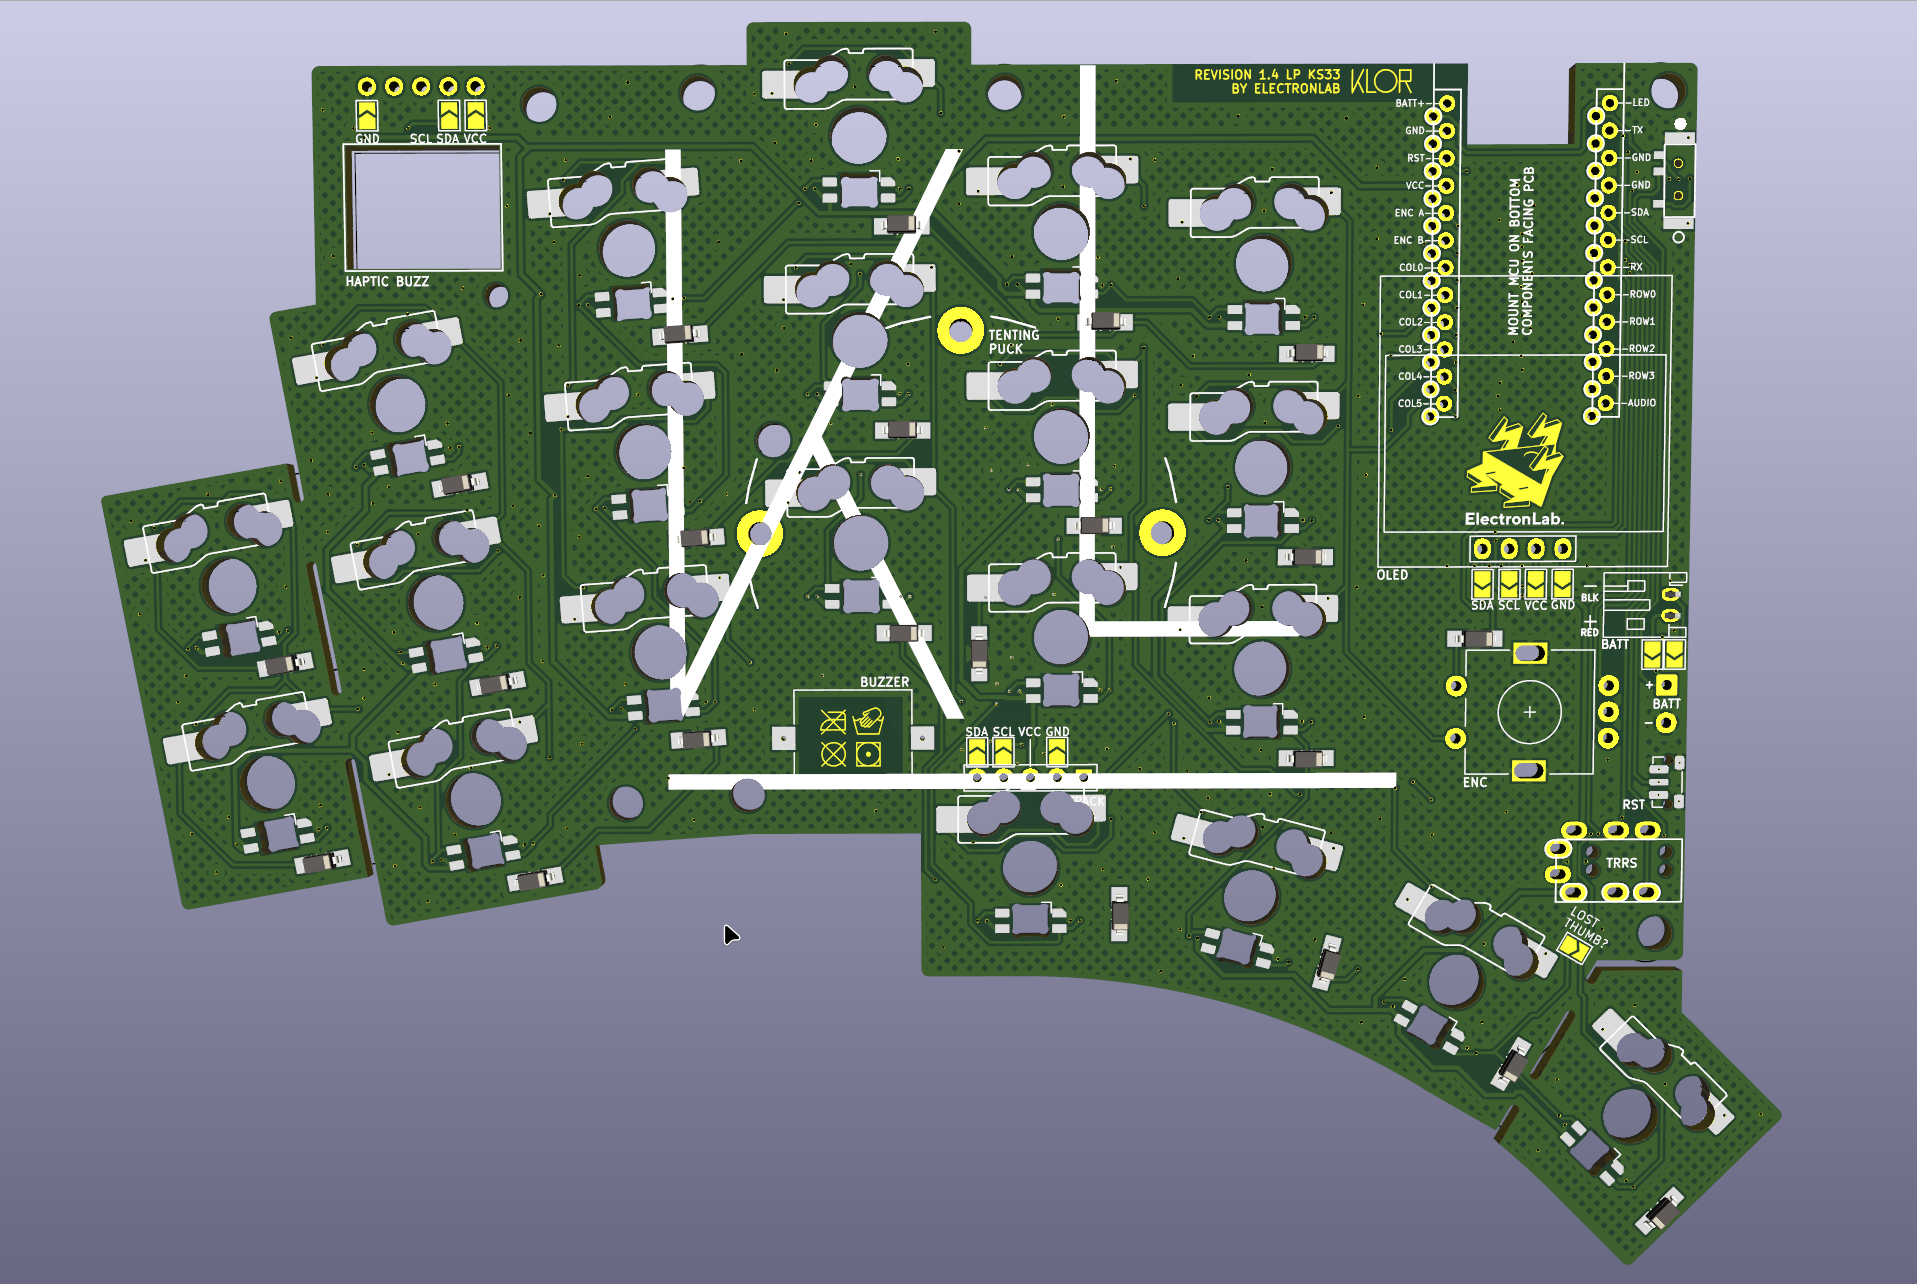 REVISION 1.4 LP KS33
BY ELECTRONLAB
KLOR
GND
SCL SDA VCC
HAPTIC BUZZ
BATT+
GND
RST
VCC
ENC A
ENC B
COL0
COL1
COL2
COL3
COL4
COL5
MOUNT MCU ON BOTTOM
COMPONENTS FACING PCB
LED
TX
GND
GND
SDA
SCL
RX
ROW0
ROW1
ROW2
ROW3
AUDIO
TENTING
PUCK
ElectronLab.
OLED
SDA SCL VCC GND
BLK
RED
BATT
BUZZER
SDA SCL VCC GND
+
BATT
-
ENC
RST
TRRS
LOST
THUMB?